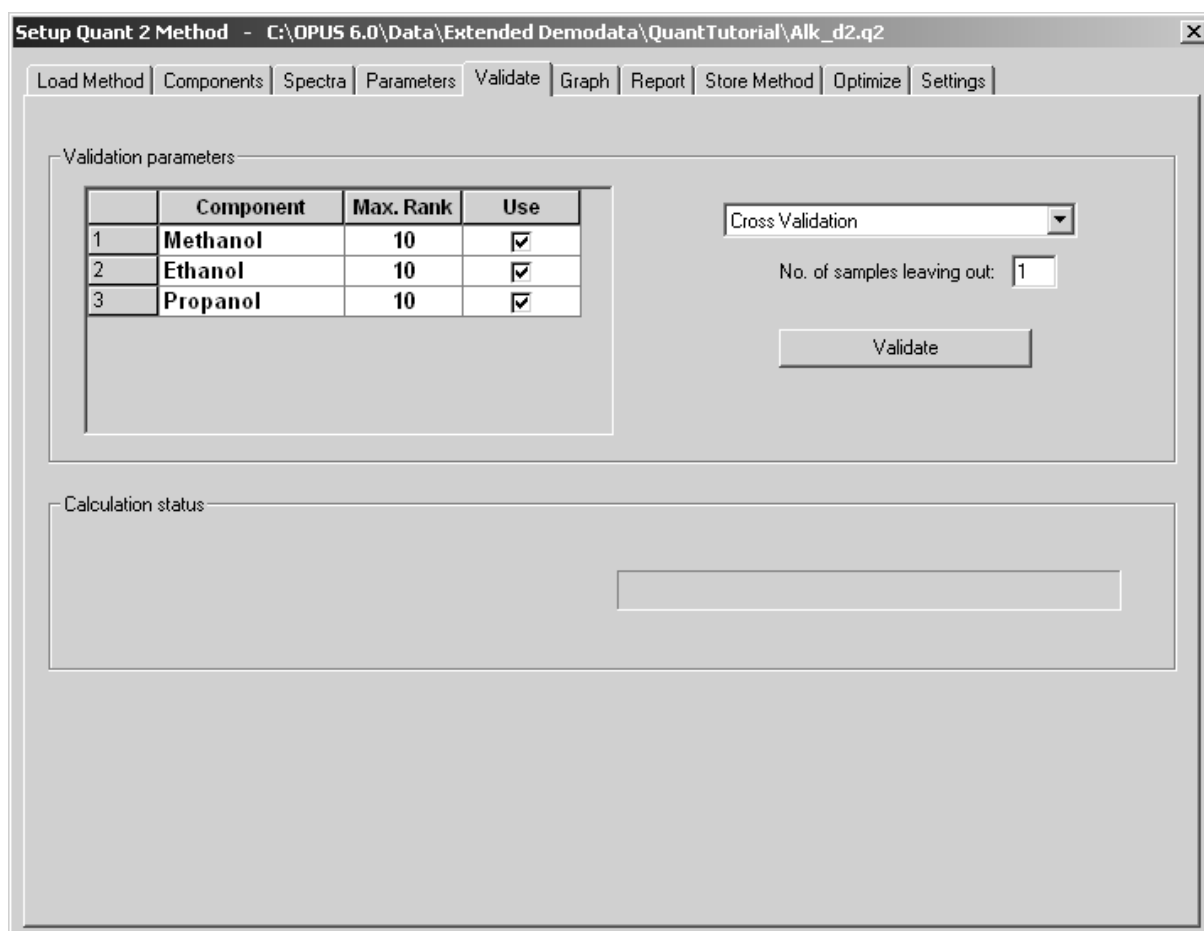 Setup Quant 2 Method - C:\OPUS 6.0\Data\Extended Demodata\QuantTutorial\Alk_d2.q2
Load Method Components Spectra Parameters Validate Graph Report Store Method Optimize Settings
Validation parameters
Component Max. Rank Use
1 Methanol 10
2 Ethanol 10
3 Propanol 10
Cross Validation
No. of samples leaving out: 1
Validate
Calculation status